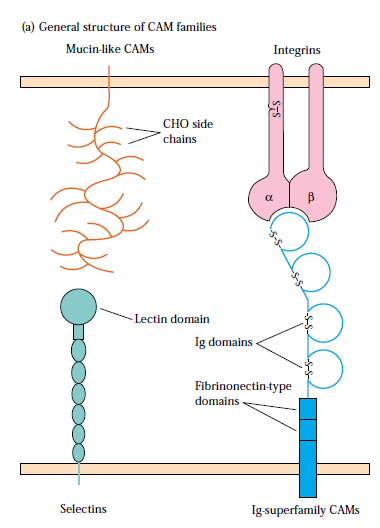 (a) General structure of CAM families
Mucin-like CAMs
Integrins
S-S
CHO side
chains
α
β
S-S
S-S
Lectin domain
S-S
Ig domains
S-S
Fibrinonectin-type
domains
Selectins
Ig-superfamily CAMs